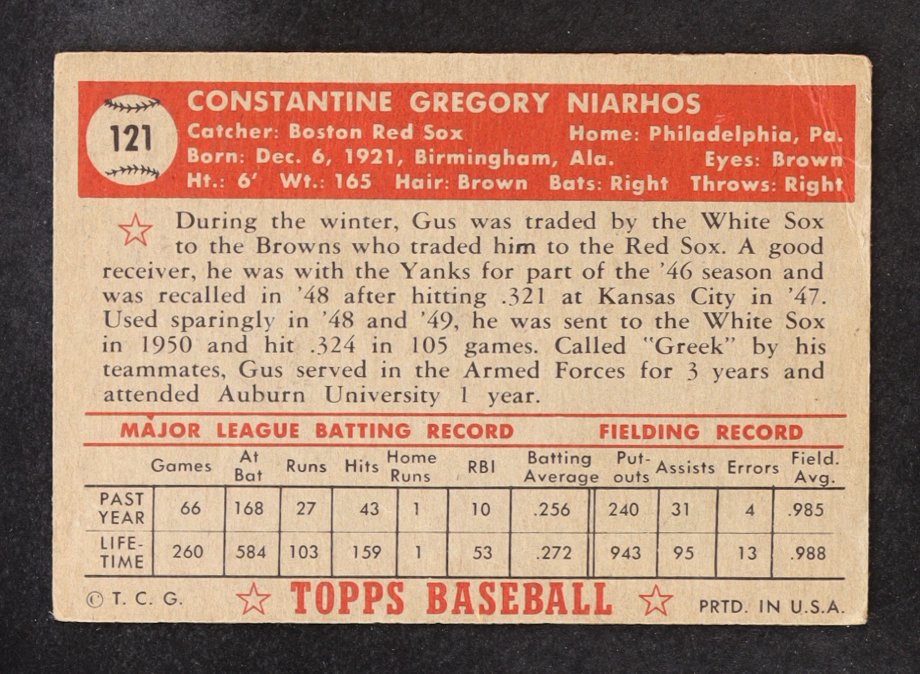 121
CONSTANTINE GREGORY NIARHOS
Catcher: Boston Red Sox Home: Philadelphia, Pa.
Born: Dec. 6, 1921, Birmingham, Ala. Eyes: Brown
Ht.: 6' Wt.: 165 Hair: Brown Bats: Right Throws: Right
During the winter, Gus was traded by the White Sox
to the Browns who traded him to the Red Sox. A good
receiver, he was with the Yanks for part of the '46 season and
was recalled in '48 after hitting .321 at Kansas City in '47.
Used sparingly in '48 and '49, he was sent to the White Sox
in 1950 and hit .324 in 105 games. Called "Greek" by his
teammates, Gus served in the Armed Forces for 3 years and
attended Auburn University 1 year.
MAJOR LEAGUE BATTING RECORD FIELDING RECORD
Games At Bat Runs Hits Home Runs RBI Batting Average Put-outs Assists Errors Field. Avg.
PAST YEAR 66 168 27 43 1 10 .256 240 31 4 .985
LIFE-TIME 260 584 103 159 1 53 .272 943 95 13 .988
© T. C. G. TOPPS BASEBALL PRTD. IN U.S.A.